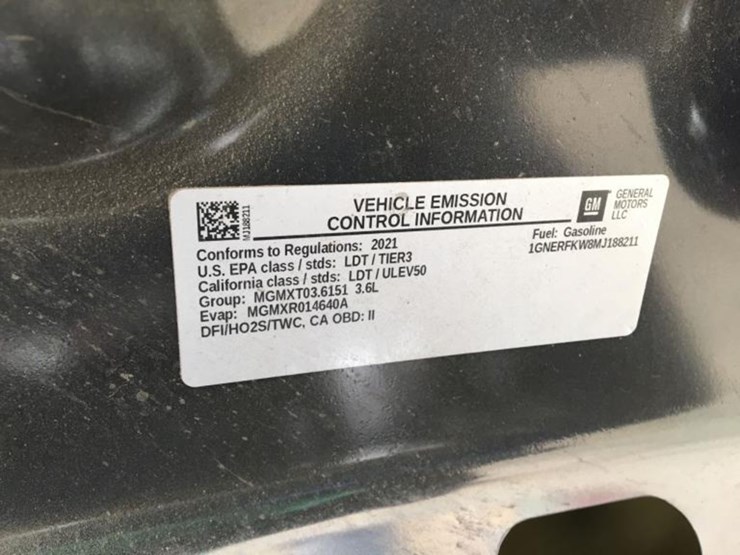 VEHICLE EMISSION
CONTROL INFORMATION
GM
GENERAL
MOTORS
LLC
MJ188211
Conforms to Regulations: 2021
U.S. EPA class / stds: LDT / TIER3
California class / stds: LDT / ULEV50
Group: MGMXT03.6151 3.6L
Evap: MGMXR014640A
DFI/HO2S/TWC, CA OBD: II
Fuel: Gasoline
1GNERFKW8MJ188211